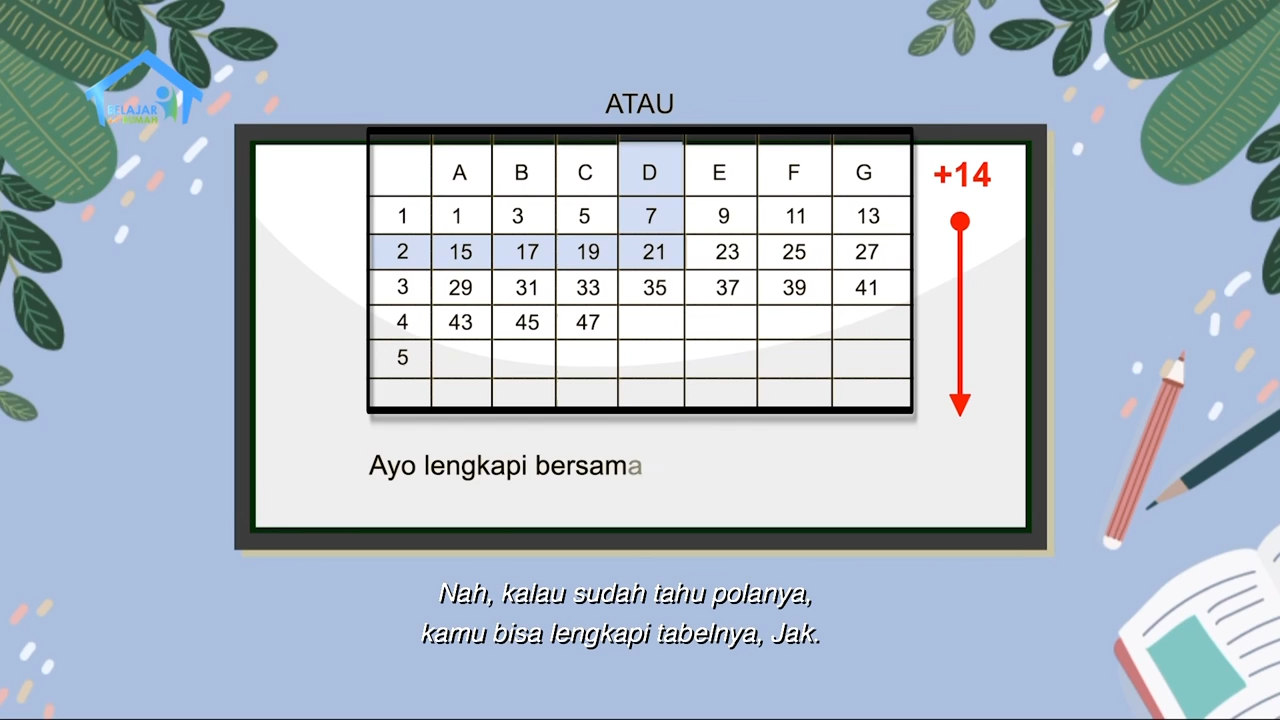 BELAJAR
RUMAH
ATAU
A B C D E F G
+14
1 1 3 5 7 9 11 13
2 15 17 19 21 23 25 27
3 29 31 33 35 37 39 41
4 43 45 47
5
Ayo lengkapi bersama
Nah, kalau sudah tahu polanya,
kamu bisa lengkapi tabelnya, Jak.